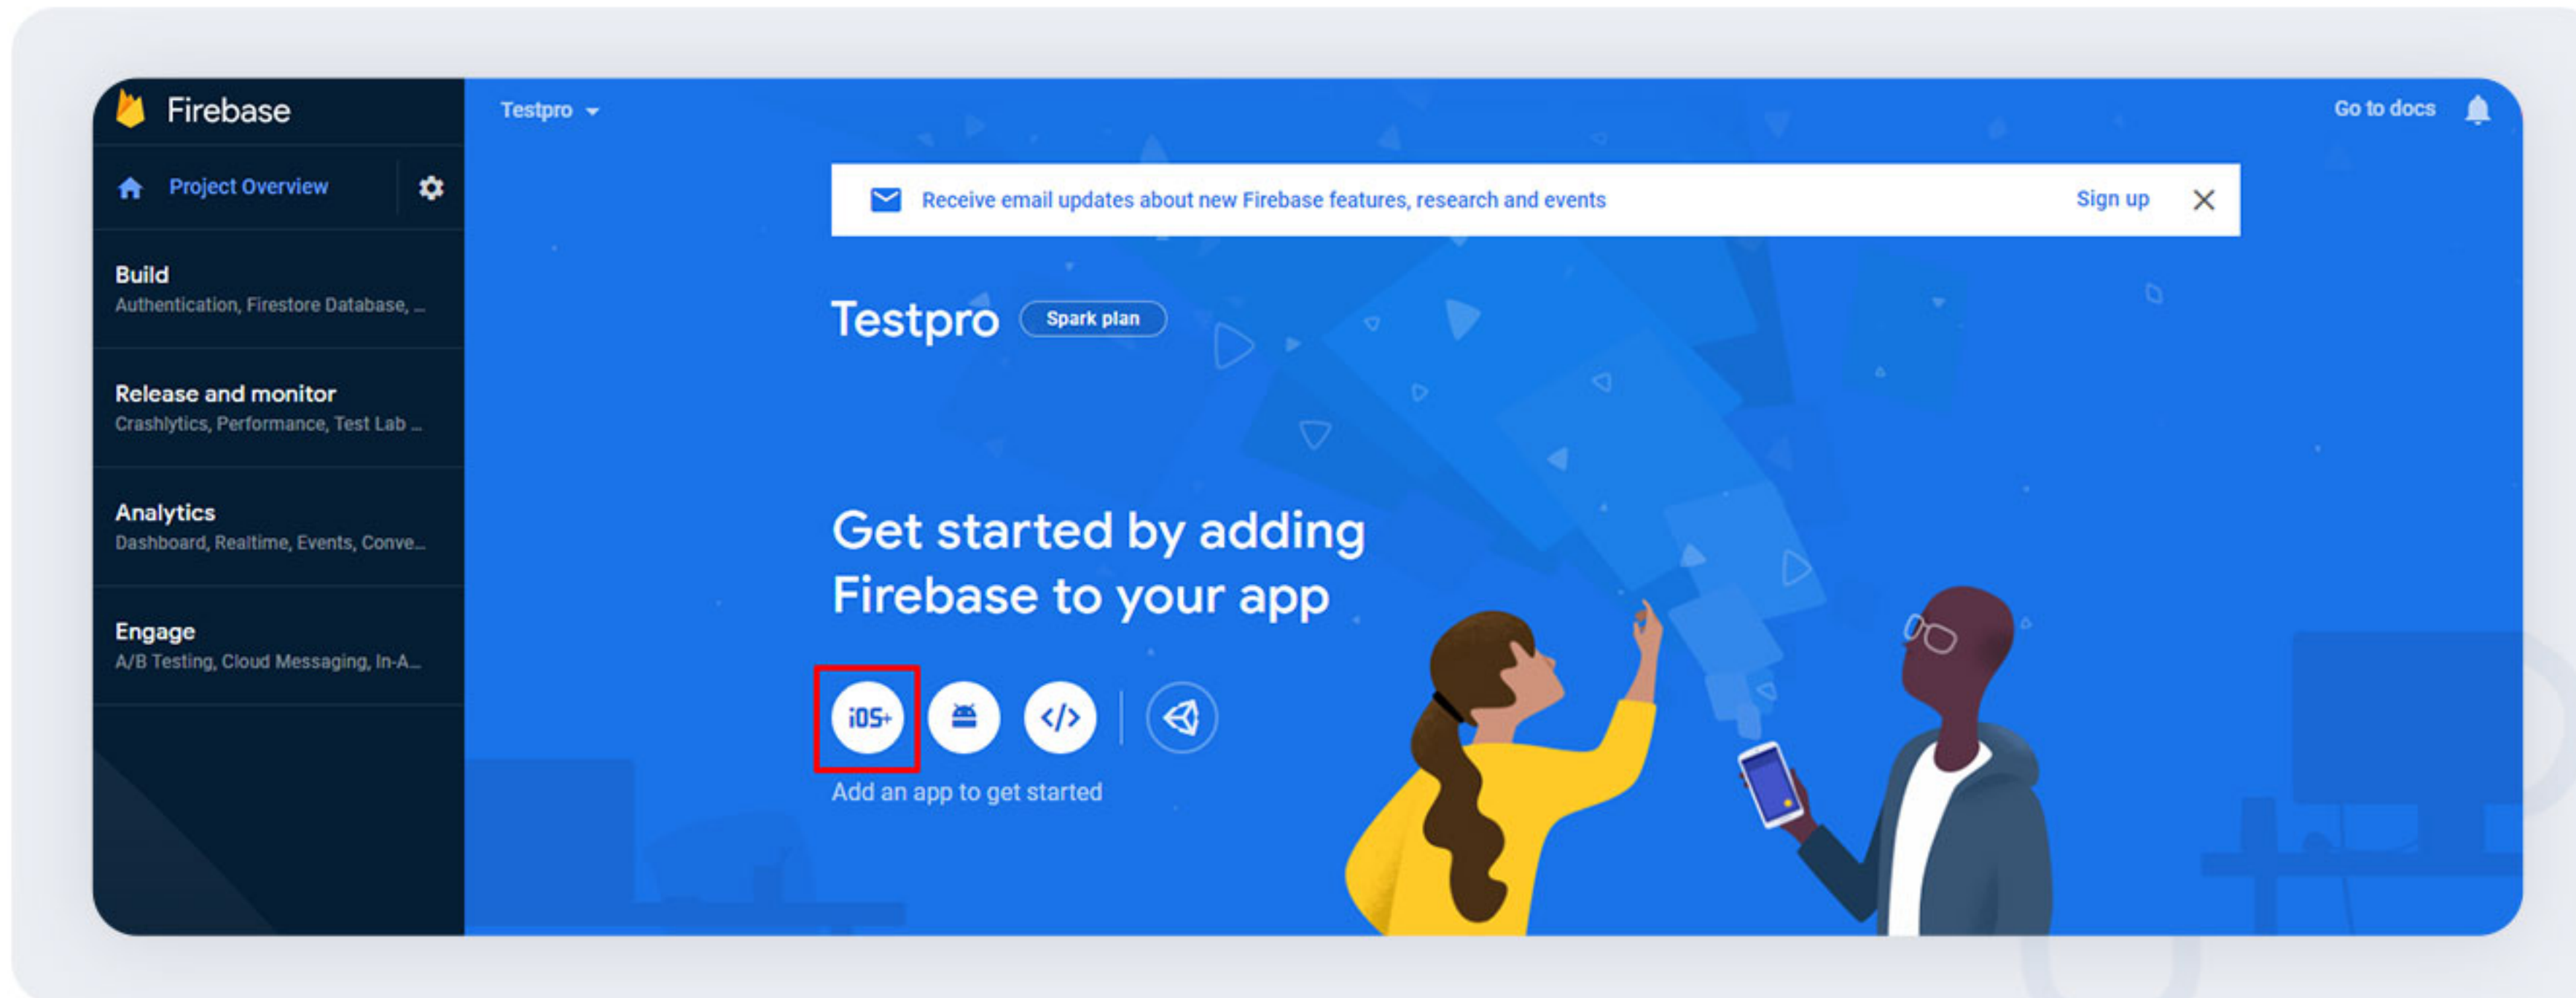 Firebase
Testpro
Go to docs
Project Overview
Receive email updates about new Firebase features, research and events
Sign up
Build
Authentication, Firestore Database, ...
Testpro
Spark plan
Release and monitor
Crashlytics, Performance, Test Lab ...
Analytics
Dashboard, Realtime, Events, Conve...
Get started by adding
Firebase to your app
Engage
A/B Testing, Cloud Messaging, In-A...
iOS+
</>
Add an app to get started